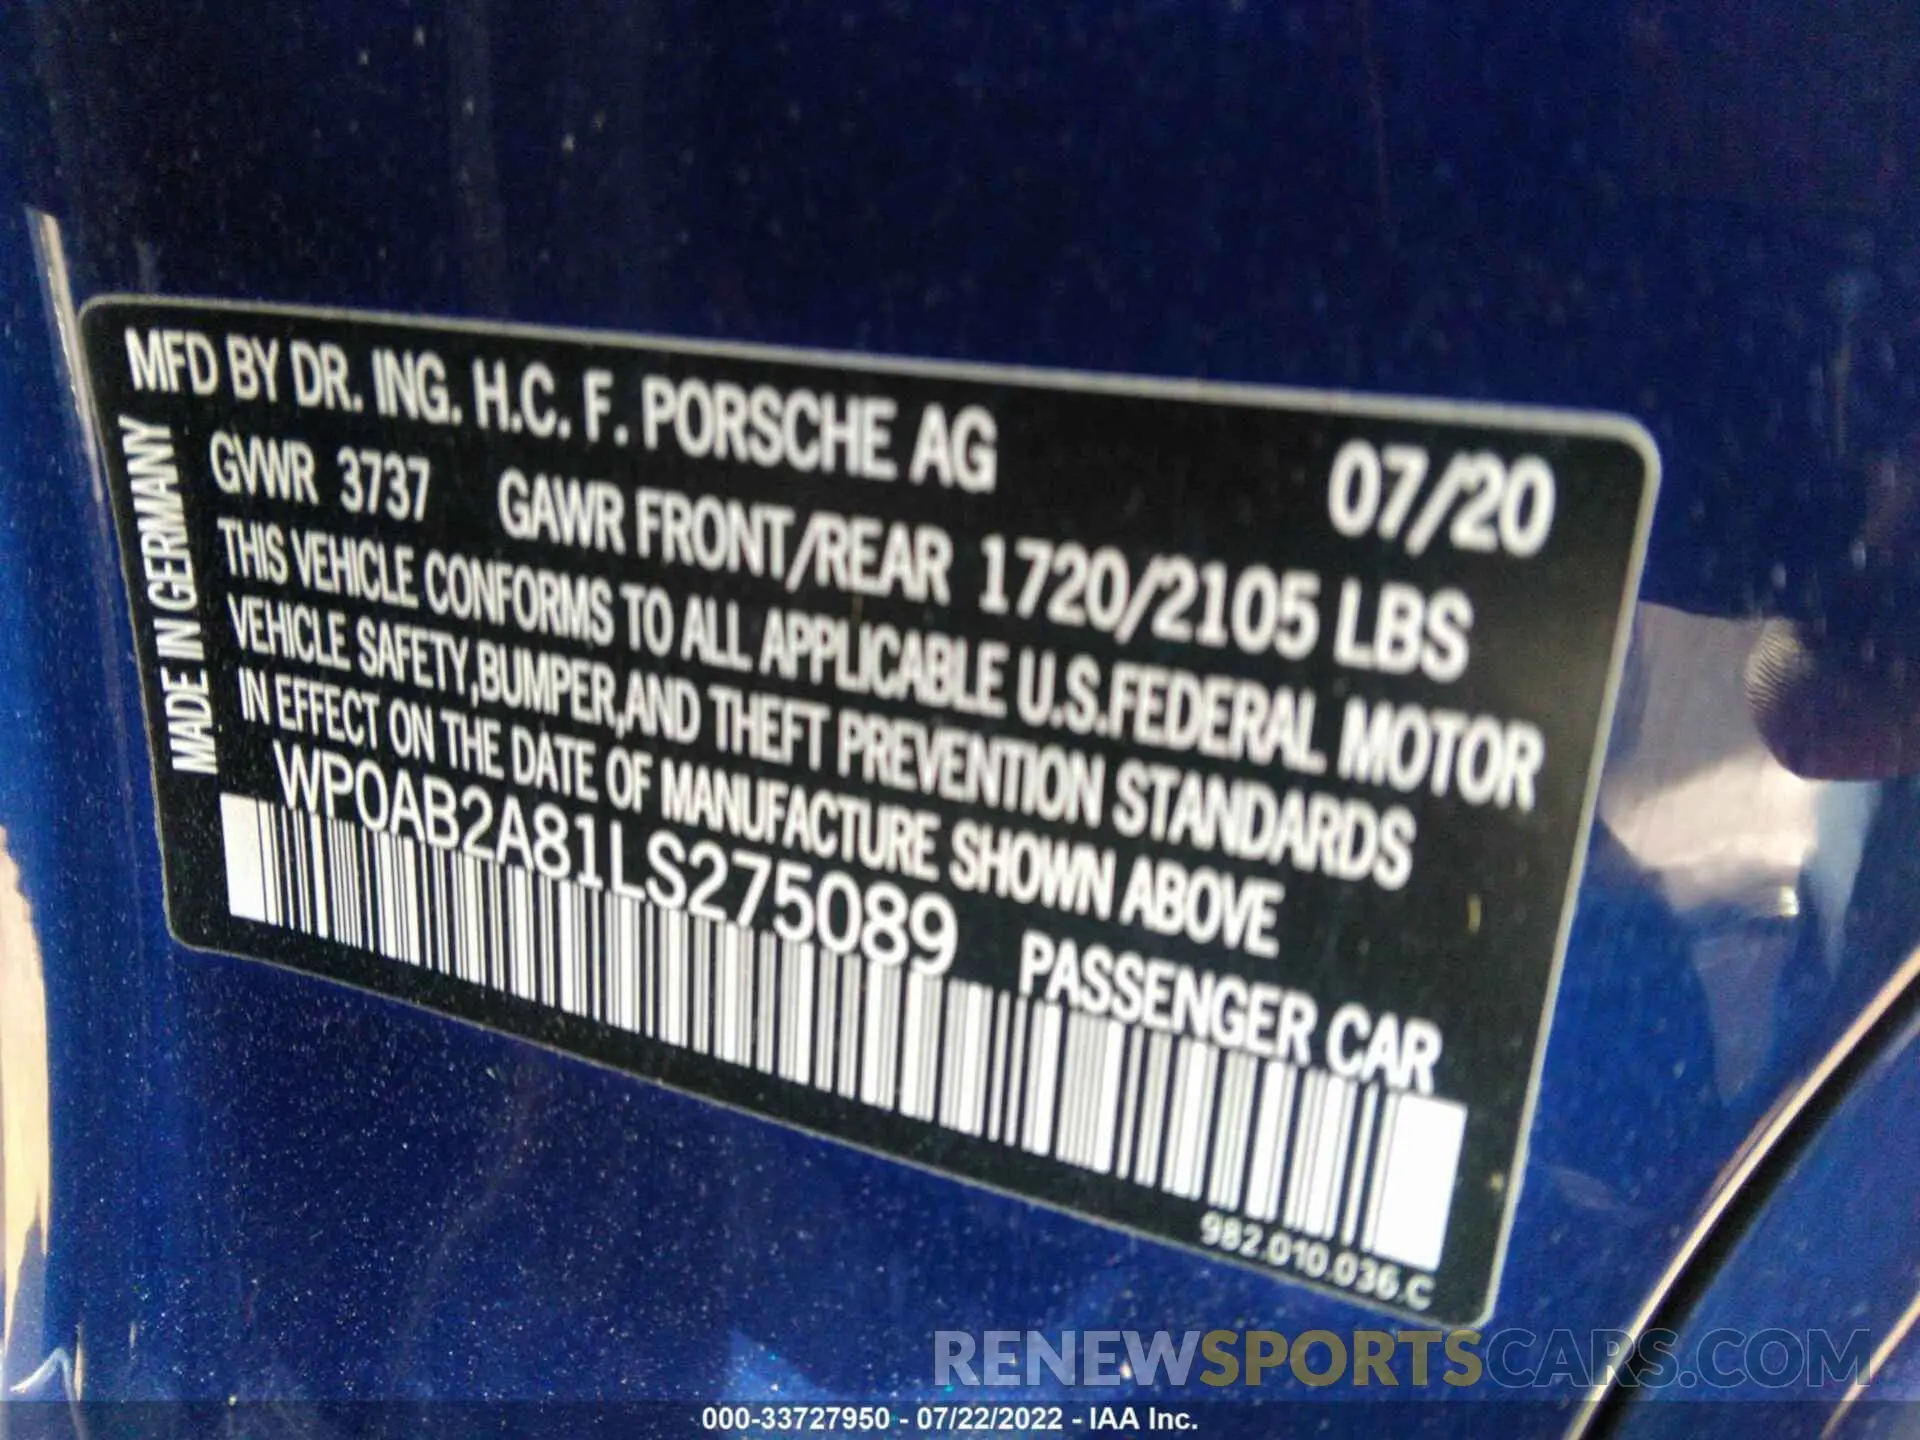 MFD BY DR. ING. H.C. F. PORSCHE AG 07/20
GVWR 3737 GAWR FRONT/REAR 1720/2105 LBS
THIS VEHICLE CONFORMS TO ALL APPLICABLE U.S.FEDERAL MOTOR
VEHICLE SAFETY,BUMPER,AND THEFT PREVENTION STANDARDS
IN EFFECT ON THE DATE OF MANUFACTURE SHOWN ABOVE
WP0AB2A81LS275089 PASSENGER CAR
MADE IN GERMANY
982.010.036.C
RENEWSPORTSCARS.COM
000-33727950 - 07/22/2022 - IAA Inc.